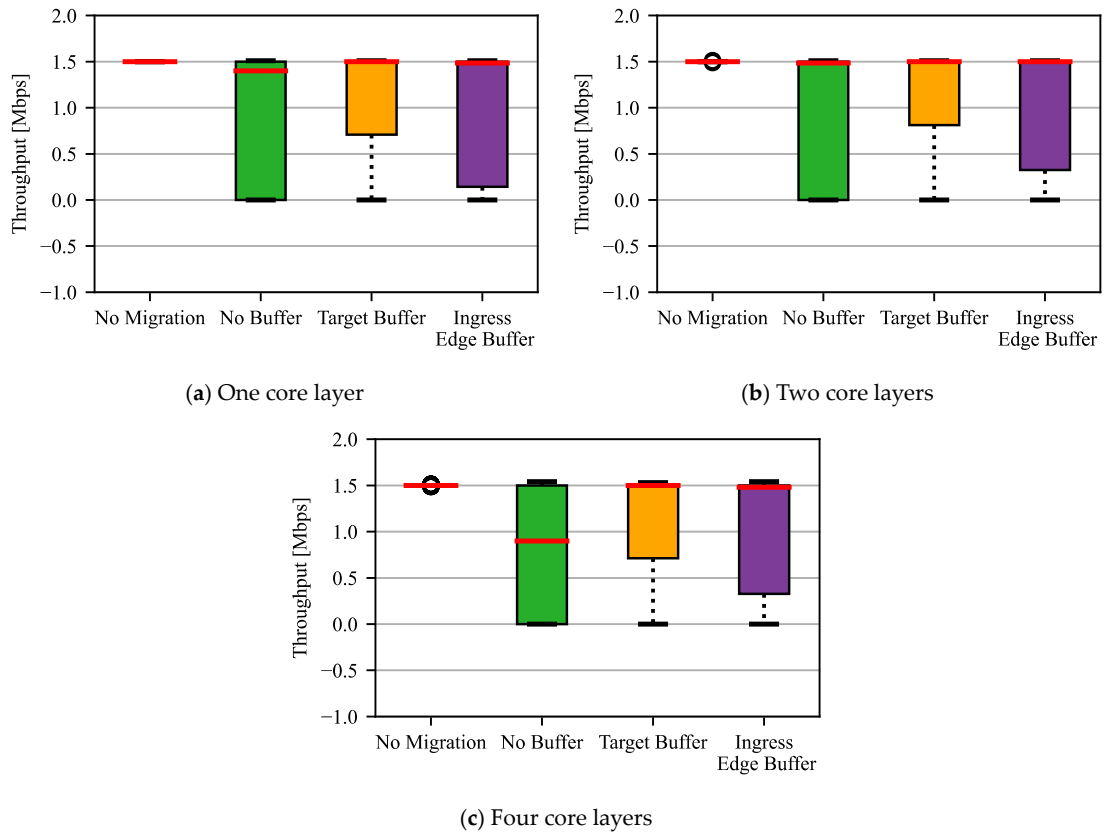 2.0
1.5
1.0
0.5
0.0
−0.5
−1.0
Throughput [Mbps]
No Migration
No Buffer
Target Buffer
Ingress
Edge Buffer
(a) One core layer
2.0
1.5
1.0
0.5
0.0
−0.5
−1.0
Throughput [Mbps]
No Migration
No Buffer
Target Buffer
Ingress
Edge Buffer
(b) Two core layers
2.0
1.5
1.0
0.5
0.0
−0.5
−1.0
Throughput [Mbps]
No Migration
No Buffer
Target Buffer
Ingress
Edge Buffer
(c) Four core layers